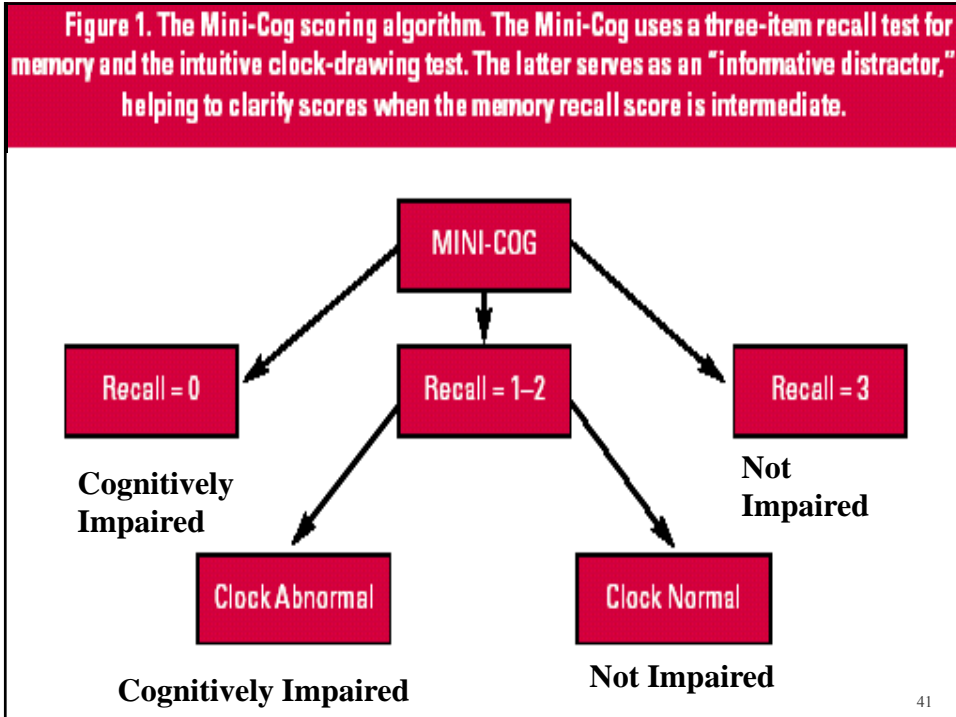 Figure 1. The Mini-Cog scoring algorithm. The Mini-Cog uses a three-item recall test for
memory and the intuitive clock-drawing test. The latter serves as an "informative distractor,"
helping to clarify scores when the memory recall score is intermediate.
MINI-COG
Recall = 0
Recall = 1–2
Recall = 3
Cognitively
Impaired
Not
Impaired
Clock Abnormal
Clock Normal
Cognitively Impaired
Not Impaired
41